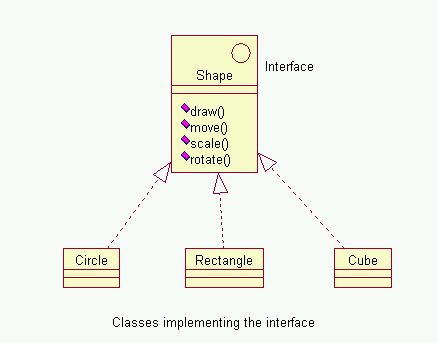 Interface
Shape
draw()
move()
scale()
rotate()
Circle
Rectangle
Cube
Classes implementing the interface